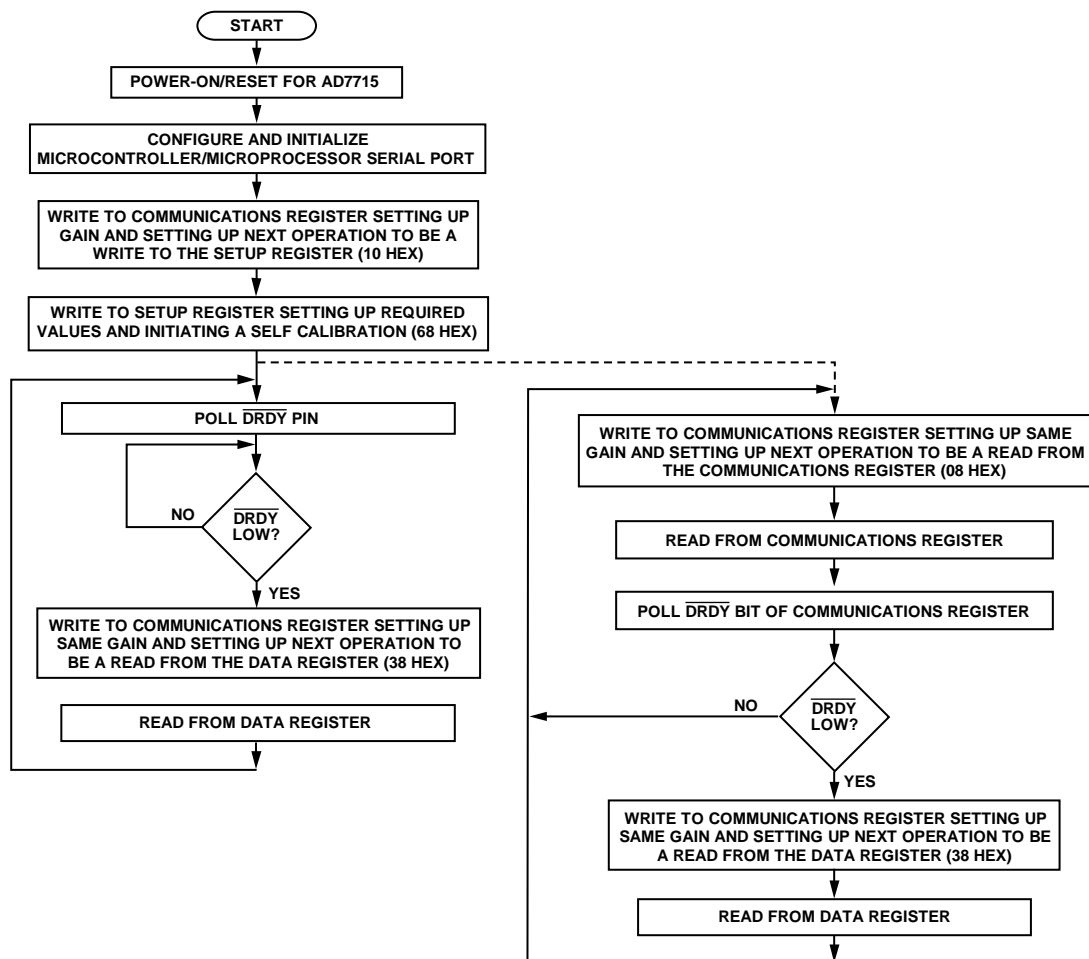 START
POWER-ON/RESET FOR AD7715
CONFIGURE AND INITIALIZE
MICROCONTROLLER/MICROPROCESSOR SERIAL PORT
WRITE TO COMMUNICATIONS REGISTER SETTING UP
GAIN AND SETTING UP NEXT OPERATION TO BE A
WRITE TO THE SETUP REGISTER (10 HEX)
WRITE TO SETUP REGISTER SETTING UP REQUIRED
VALUES AND INITIATING A SELF CALIBRATION (68 HEX)
POLL D̅R̅D̅Y̅ PIN
NO
D̅R̅D̅Y̅
LOW?
YES
WRITE TO COMMUNICATIONS REGISTER SETTING UP
SAME GAIN AND SETTING UP NEXT OPERATION TO
BE A READ FROM THE DATA REGISTER (38 HEX)
READ FROM DATA REGISTER
WRITE TO COMMUNICATIONS REGISTER SETTING UP SAME
GAIN AND SETTING UP NEXT OPERATION TO BE A READ FROM
THE COMMUNICATIONS REGISTER (08 HEX)
READ FROM COMMUNICATIONS REGISTER
POLL D̅R̅D̅Y̅ BIT OF COMMUNICATIONS REGISTER
NO
D̅R̅D̅Y̅
LOW?
YES
WRITE TO COMMUNICATIONS REGISTER SETTING UP
SAME GAIN AND SETTING UP NEXT OPERATION TO BE
A READ FROM THE DATA REGISTER (38 HEX)
READ FROM DATA REGISTER